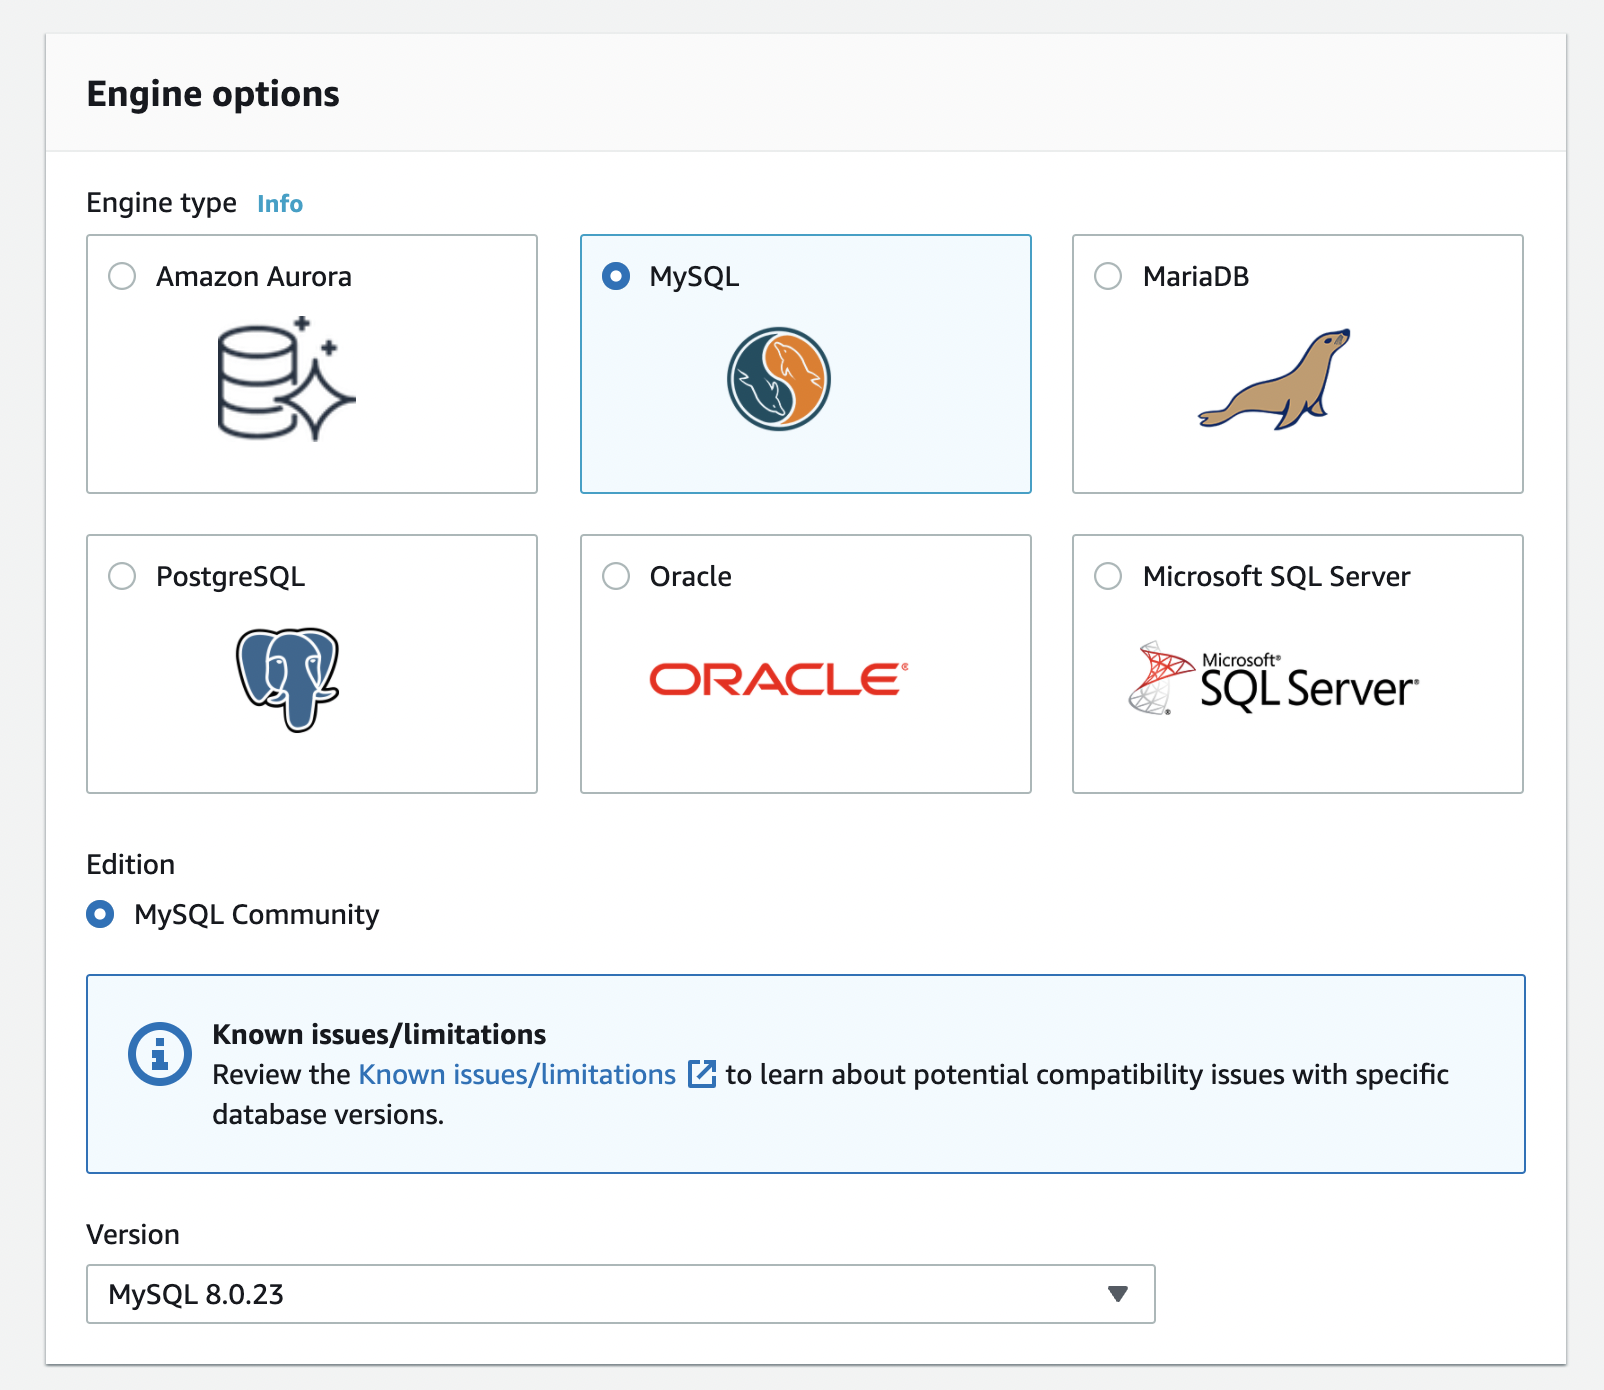 Engine options
Engine type Info
Amazon Aurora
MySQL
MariaDB
PostgreSQL
Oracle
ORACLE®
Microsoft SQL Server
Microsoft®
SQL Server®
Edition
MySQL Community
Known issues/limitations
Review the Known issues/limitations to learn about potential compatibility issues with specific
database versions.
Version
MySQL 8.0.23